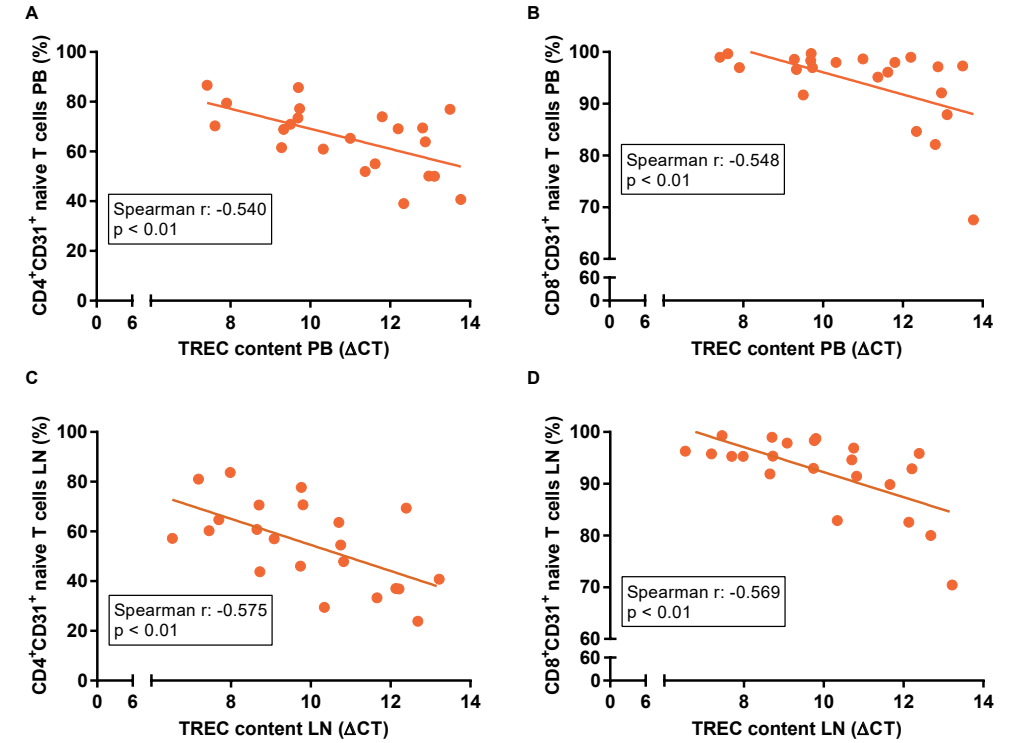 A
CD4⁺CD31⁺ naive T cells PB (%)
100
80
60
40
20
0
Spearman r: -0.540
p < 0.01
0 6 8 10 12 14
TREC content PB (ΔCT)
B
CD8⁺CD31⁺ naive T cells PB (%)
100
90
80
70
60
60
0
Spearman r: -0.548
p < 0.01
0 6 8 10 12 14
TREC content PB (ΔCT)
C
CD4⁺CD31⁺ naive T cells LN (%)
100
80
60
40
20
0
Spearman r: -0.575
p < 0.01
0 6 8 10 12 14
TREC content LN (ΔCT)
D
CD8⁺CD31⁺ naive T cells LN (%)
100
90
80
70
60
60
0
Spearman r: -0.569
p < 0.01
0 6 8 10 12 14
TREC content LN (ΔCT)